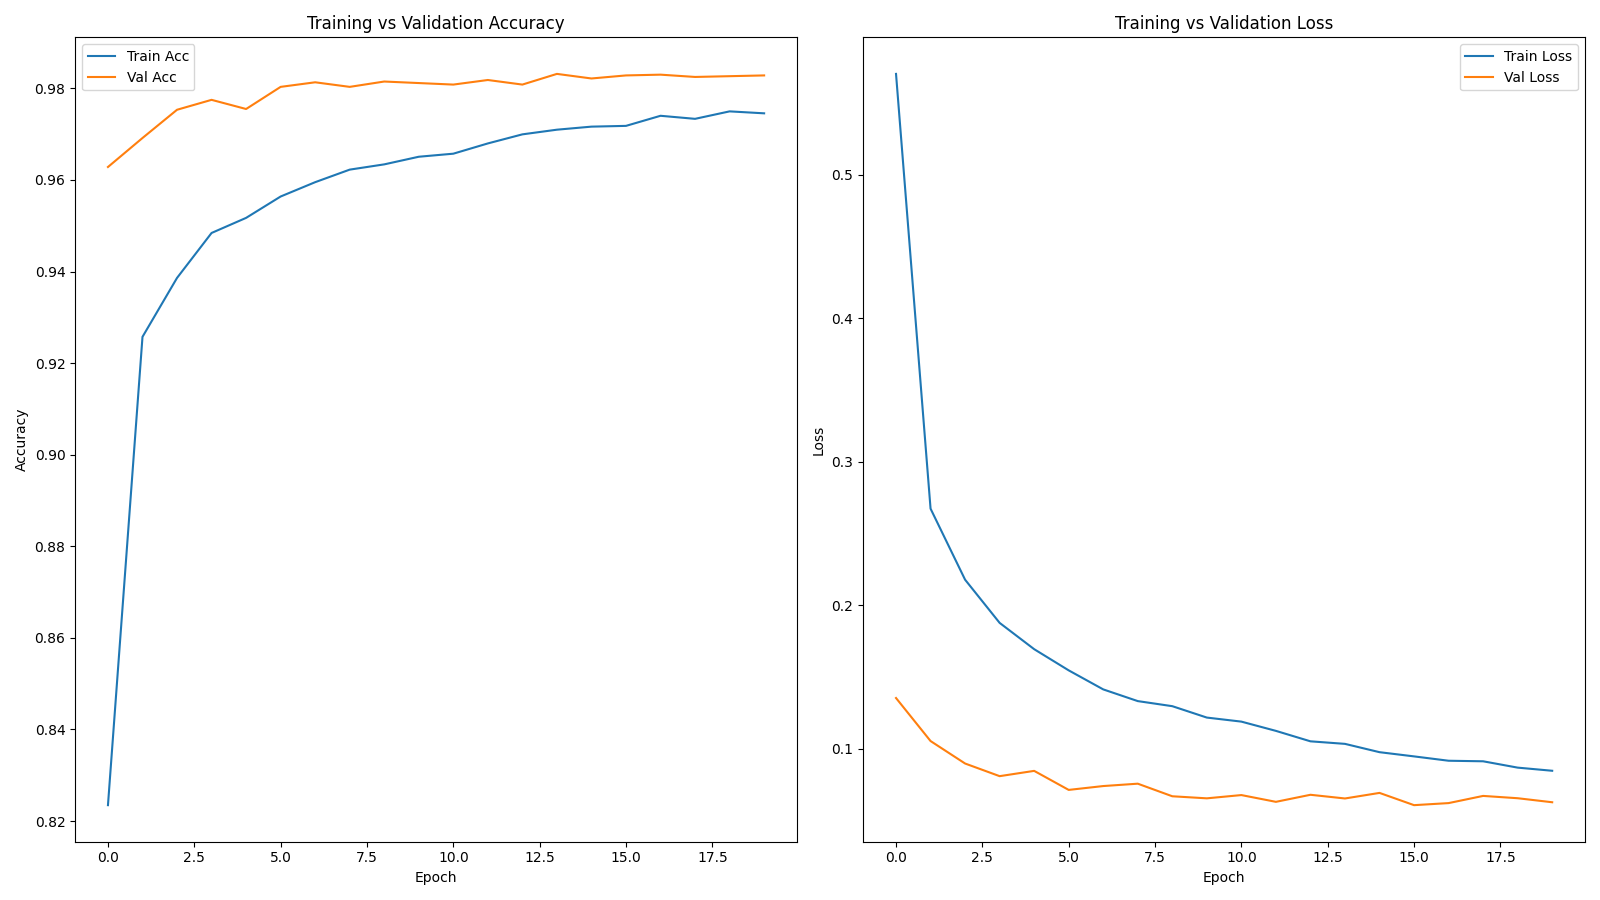 Training vs Validation Accuracy
Train Acc
Val Acc
0.98
0.96
0.94
0.92
0.90
0.88
0.86
0.84
0.82
Accuracy
0.0 2.5 5.0 7.5 10.0 12.5 15.0 17.5
Epoch
Training vs Validation Loss
Train Loss
Val Loss
0.5
0.4
0.3
0.2
0.1
Loss
0.0 2.5 5.0 7.5 10.0 12.5 15.0 17.5
Epoch